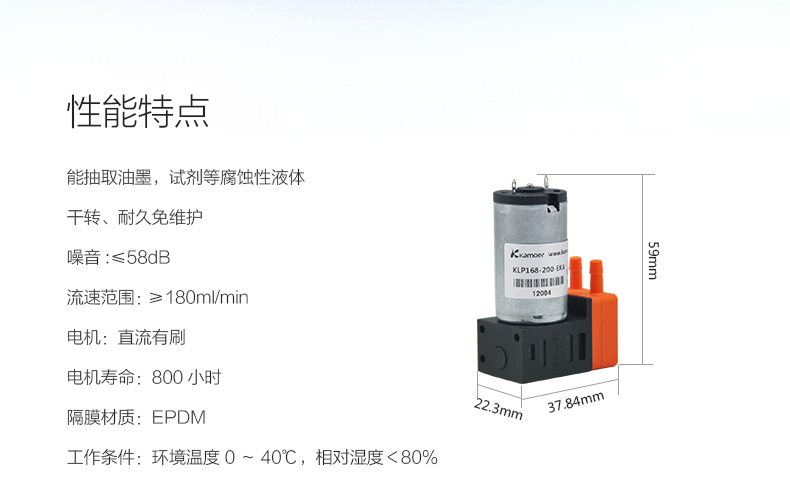 性能特点
能抽取油墨，试剂等腐蚀性液体
干转、耐久免维护
噪音:≤58dB
流速范围: ≥180ml/min
电机: 直流有刷
电机寿命: 800 小时
隔膜材质: EPDM
工作条件: 环境温度 0 ~ 40℃, 相对湿度＜80%
Kamoer
KLP168-200-EKA
12084
59mm
22.3mm
37.84mm